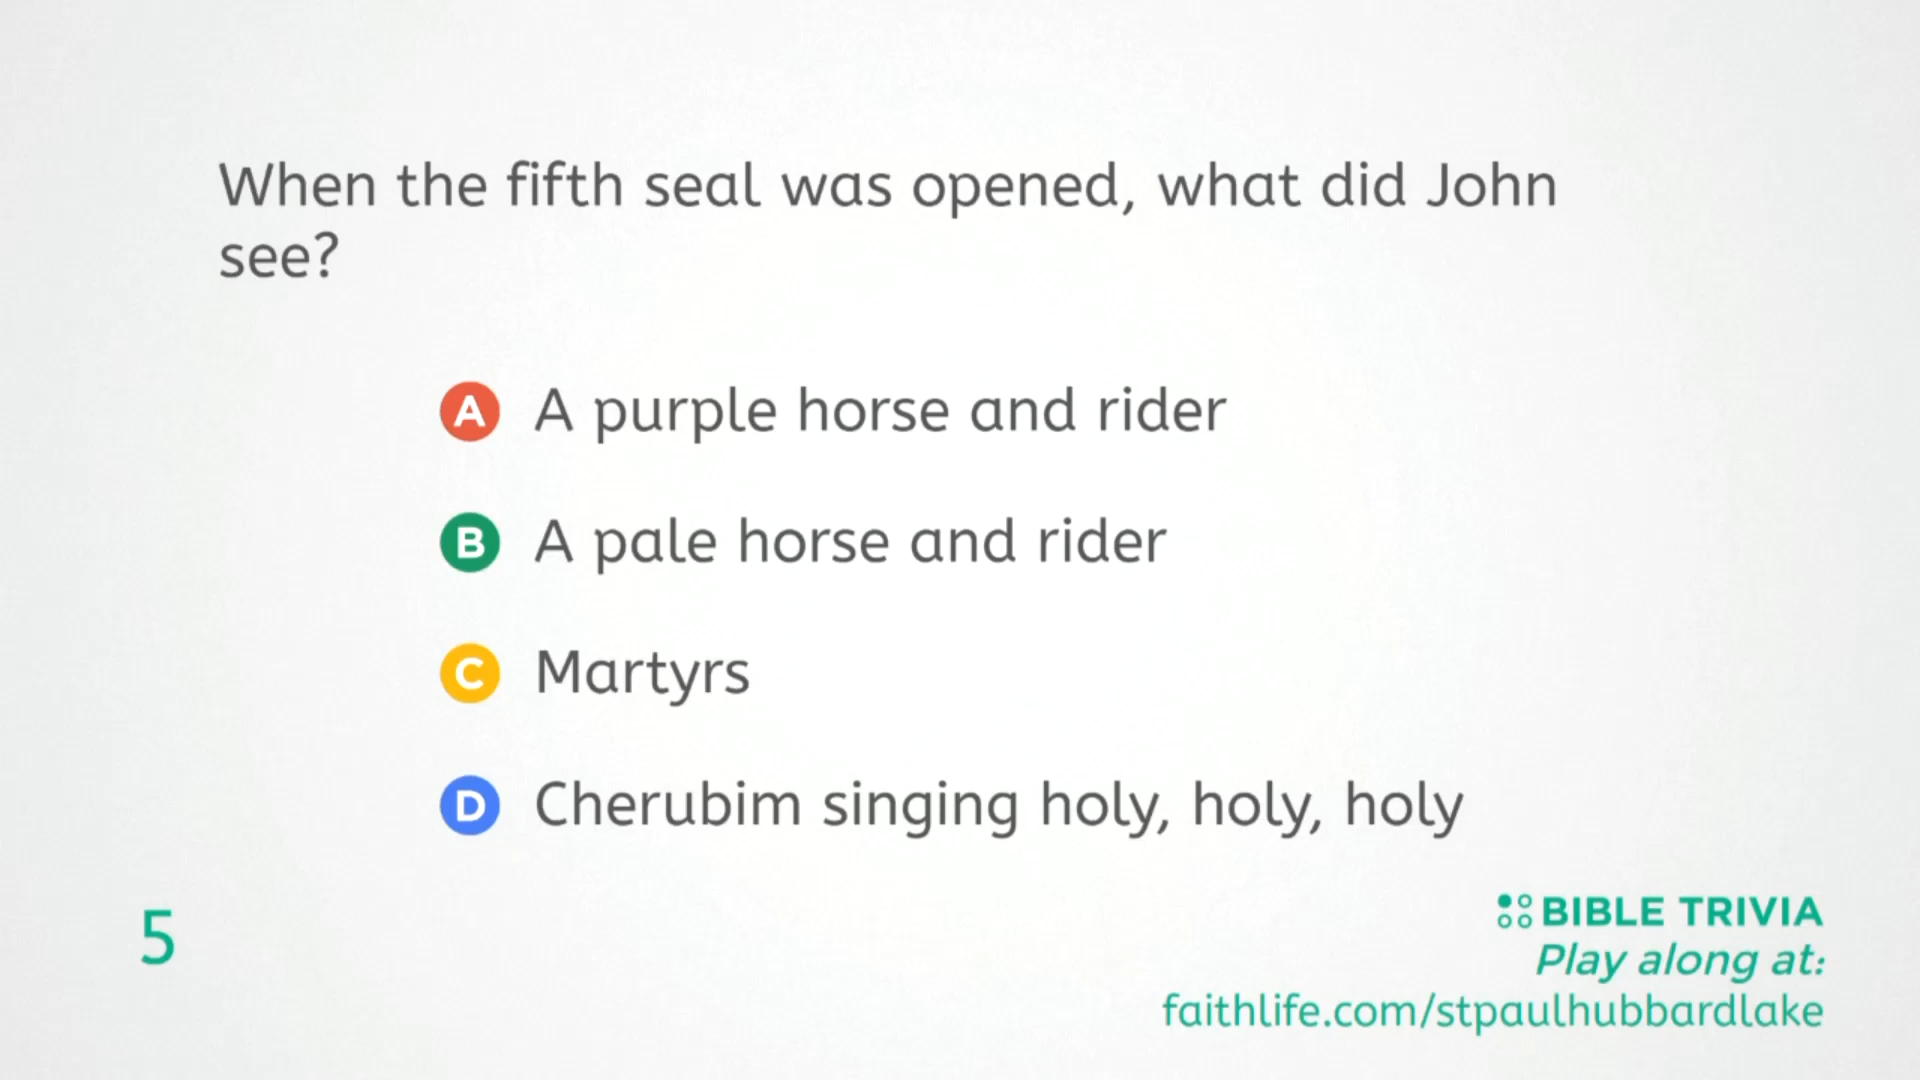 When the fifth seal was opened, what did John
see?
A A purple horse and rider
B A pale horse and rider
C Martyrs
D Cherubim singing holy, holy, holy
5
BIBLE TRIVIA
Play along at:
faithlife.com/stpaulhubbardlake